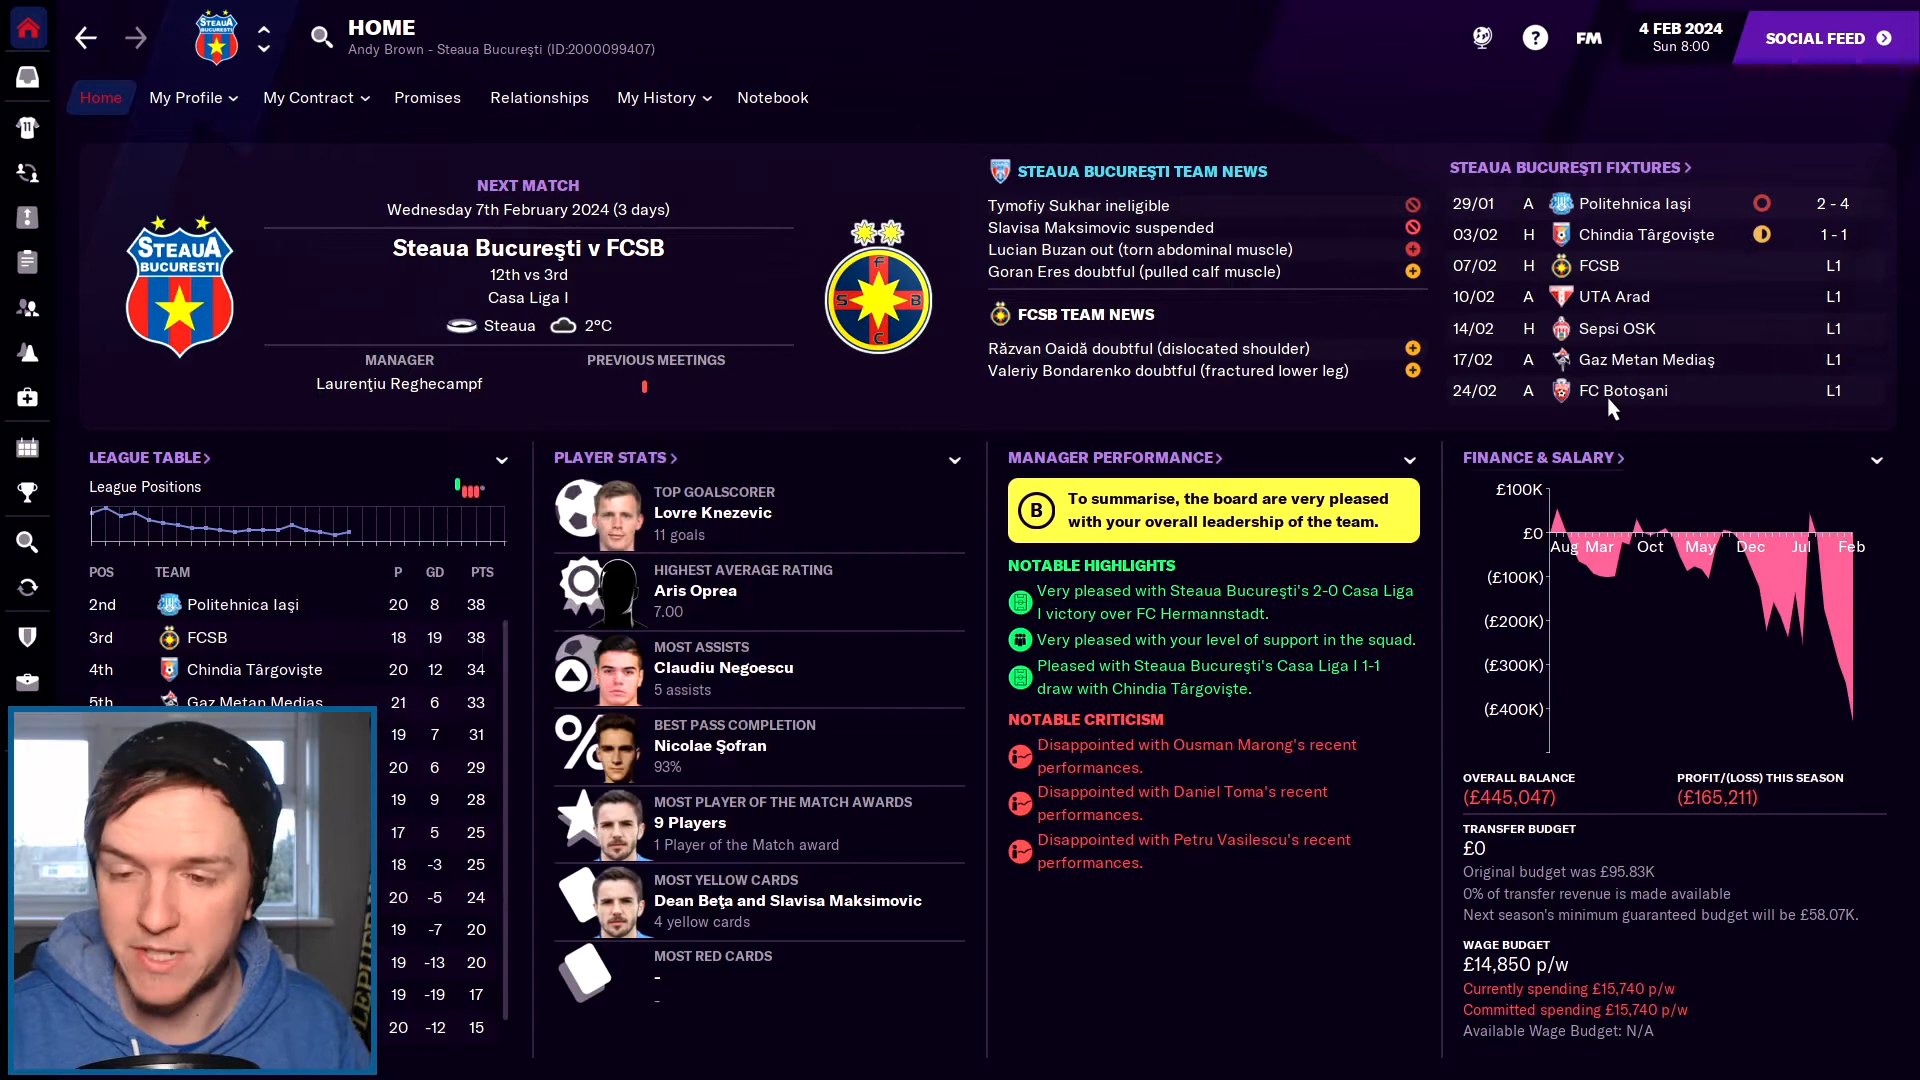 HOME
Andy Brown - Steaua Bucureşti (ID:2000099407)
FM
4 FEB 2024
Sun 8:00
SOCIAL FEED
Home
My Profile
My Contract
Promises
Relationships
My History
Notebook
NEXT MATCH
Wednesday 7th February 2024 (3 days)
Steaua Bucureşti v FCSB
12th vs 3rd
Casa Liga I
Steaua
2°C
MANAGER
Laurenţiu Reghecampf
PREVIOUS MEETINGS
STEAUA
BUCURESTI
STEAUA BUCUREŞTI TEAM NEWS
Tymofiy Sukhar ineligible
Slavisa Maksimovic suspended
Lucian Buzan out (torn abdominal muscle)
Goran Eres doubtful (pulled calf muscle)
FCSB TEAM NEWS
Răzvan Oaidă doubtful (dislocated shoulder)
Valeriy Bondarenko doubtful (fractured lower leg)
STEAUA BUCUREŞTI FIXTURES
29/01 A Politehnica Iaşi 2 - 4
03/02 H Chindia Târgovişte 1 - 1
07/02 H FCSB L1
10/02 A UTA Arad L1
14/02 H Sepsi OSK L1
17/02 A Gaz Metan Mediaş L1
24/02 A FC Botoşani L1
LEAGUE TABLE
League Positions
POS TEAM P GD PTS
2nd Politehnica Iaşi 20 8 38
3rd FCSB 18 19 38
4th Chindia Târgovişte 20 12 34
5th Gaz Metan Medias 21 6 33
19 7 31
20 6 29
19 9 28
17 5 25
18 -3 25
20 -5 24
19 -7 20
19 -13 20
19 -19 17
20 -12 15
PLAYER STATS
TOP GOALSCORER
Lovre Knezevic
11 goals
HIGHEST AVERAGE RATING
Aris Oprea
7.00
MOST ASSISTS
Claudiu Negoescu
5 assists
BEST PASS COMPLETION
Nicolae Şofran
93%
MOST PLAYER OF THE MATCH AWARDS
9 Players
1 Player of the Match award
MOST YELLOW CARDS
Dean Beţa and Slavisa Maksimovic
4 yellow cards
MOST RED CARDS
-
-
MANAGER PERFORMANCE
B
To summarise, the board are very pleased
with your overall leadership of the team.
NOTABLE HIGHLIGHTS
Very pleased with Steaua Bucureşti's 2-0 Casa Liga
I victory over FC Hermannstadt.
Very pleased with your level of support in the squad.
Pleased with Steaua Bucureşti's Casa Liga I 1-1
draw with Chindia Târgovişte.
NOTABLE CRITICISM
Disappointed with Ousman Marong's recent
performances.
Disappointed with Daniel Toma's recent
performances.
Disappointed with Petru Vasilescu's recent
performances.
FINANCE & SALARY
£100K
£0
(£100K)
(£200K)
(£300K)
(£400K)
Aug Mar Oct May Dec Jul Feb
OVERALL BALANCE
(£445,047)
PROFIT/(LOSS) THIS SEASON
(£165,211)
TRANSFER BUDGET
£0
Original budget was £95.83K
0% of transfer revenue is made available
Next season's minimum guaranteed budget will be £58.07K.
WAGE BUDGET
£14,850 p/w
Currently spending £15,740 p/w
Committed spending £15,740 p/w
Available Wage Budget: N/A